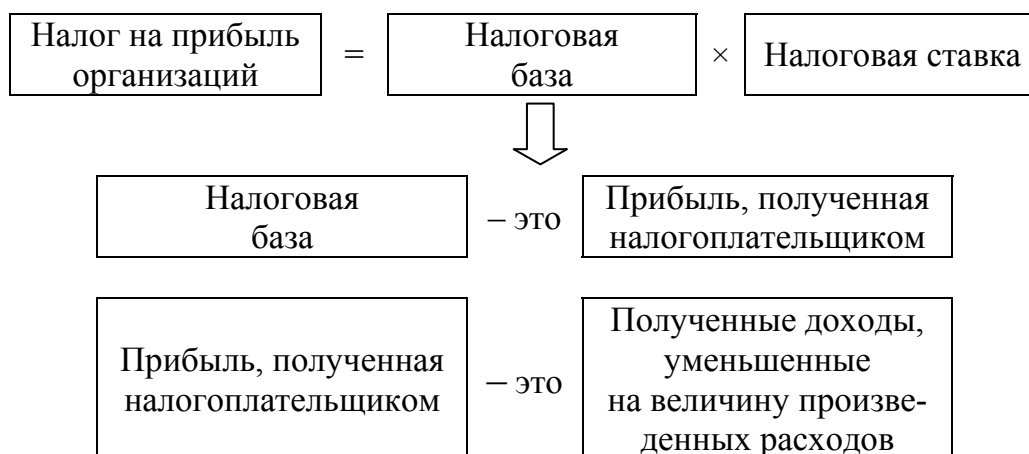 Налог на прибыль
организаций
=
Налоговая
база
×
Налоговая ставка
Налоговая
база
– это
Прибыль, полученная
налогоплательщиком
Прибыль, полученная
налогоплательщиком
– это
Полученные доходы,
уменьшенные
на величину произве-
денных расходов